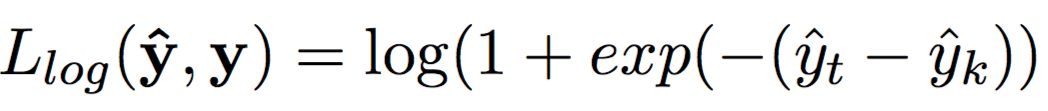 L_{log}(ŷ, y) = log(1 + exp(−(ŷ_t − ŷ_k))